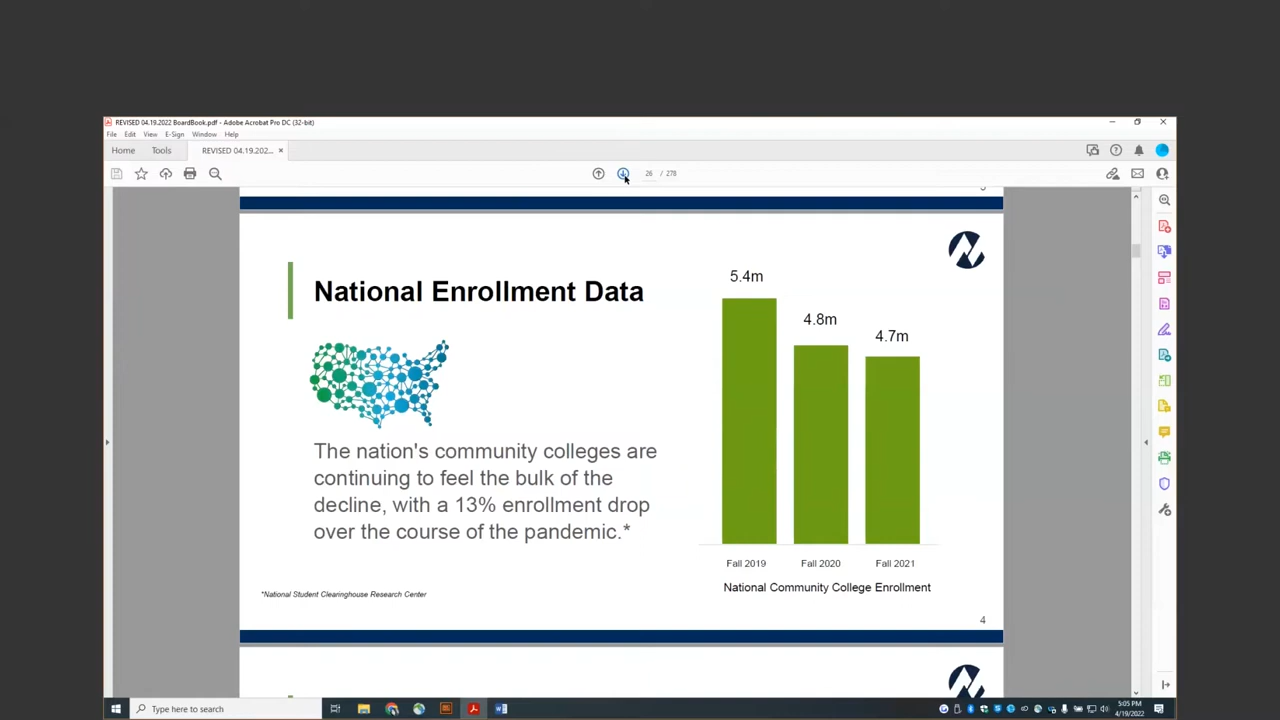 REVISED 04.19.2022 BoardBook.pdf - Adobe Acrobat Pro DC (32-bit)
File Edit View E-Sign Window Help
Home Tools REVISED 04.19.202... ×
26 / 278
National Enrollment Data
The nation's community colleges are
continuing to feel the bulk of the
decline, with a 13% enrollment drop
over the course of the pandemic.*
*National Student Clearinghouse Research Center
5.4m
4.8m
4.7m
Fall 2019 Fall 2020 Fall 2021
National Community College Enrollment
4
Type here to search
5:05 PM
4/19/2022